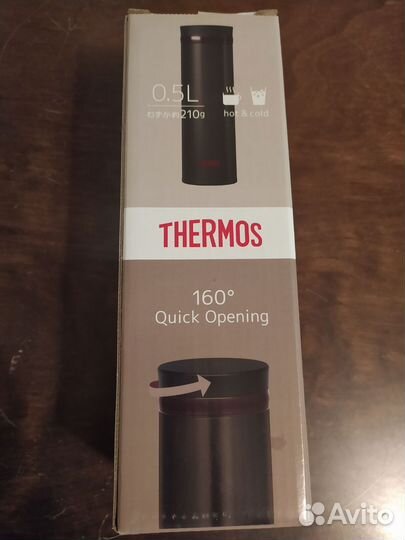 0.5L
わずか約210g
hot & cold
THERMOS
160°
Quick Opening
Avito